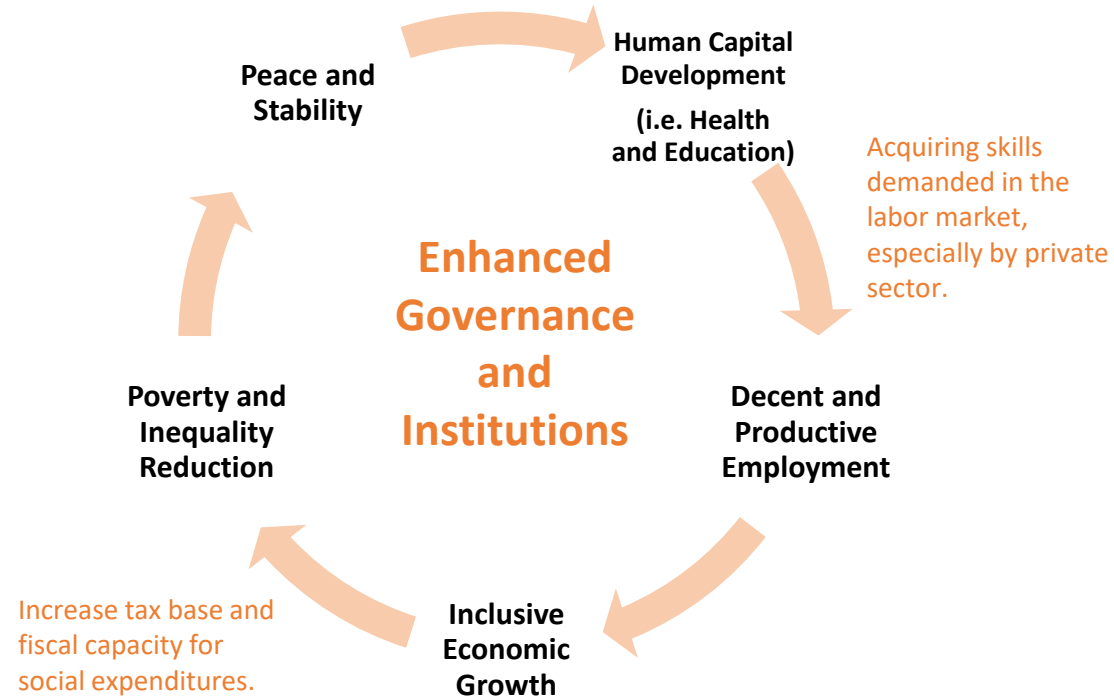 Peace and
Stability
Human Capital
Development
(i.e. Health
and Education)
Acquiring skills
demanded in the
labor market,
especially by private
sector.
Enhanced
Governance
and
Institutions
Decent and
Productive
Employment
Inclusive
Economic
Growth
Increase tax base and
fiscal capacity for
social expenditures.
Poverty and
Inequality
Reduction